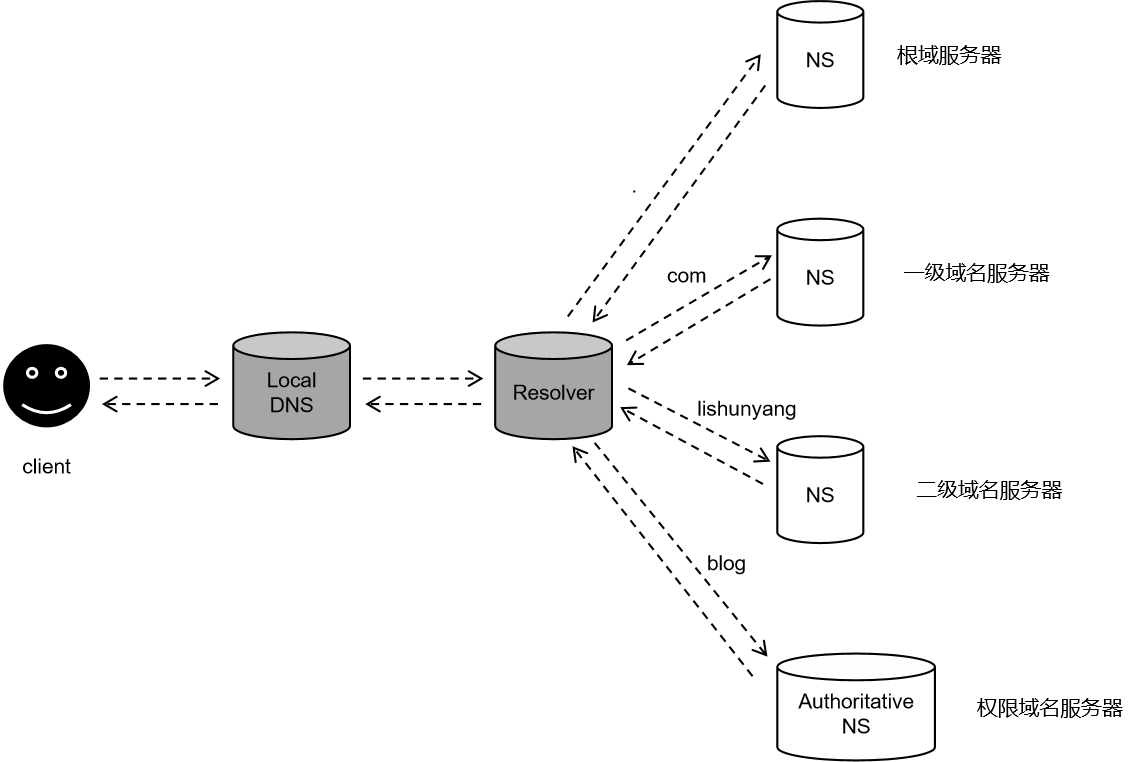 NS
根域服务器
.
com
NS
一级域名服务器
Local
DNS
Resolver
client
lishunyang
NS
二级域名服务器
blog
Authoritative
NS
权限域名服务器